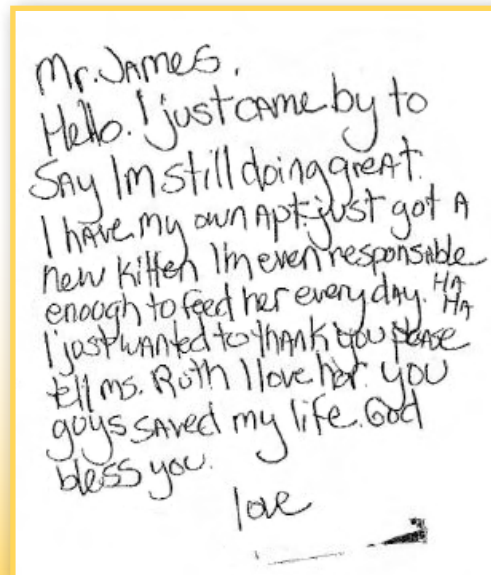 Mr. James,
Hello. I just came by to
Say Im still doing great.
I have my own Apt. just got A
new kitten Im even responsable
enough to feed her every day. HA HA
I just wanted to thank you please
tell ms. Ruth I love her. you
guys saved my life. God
bless you.
love